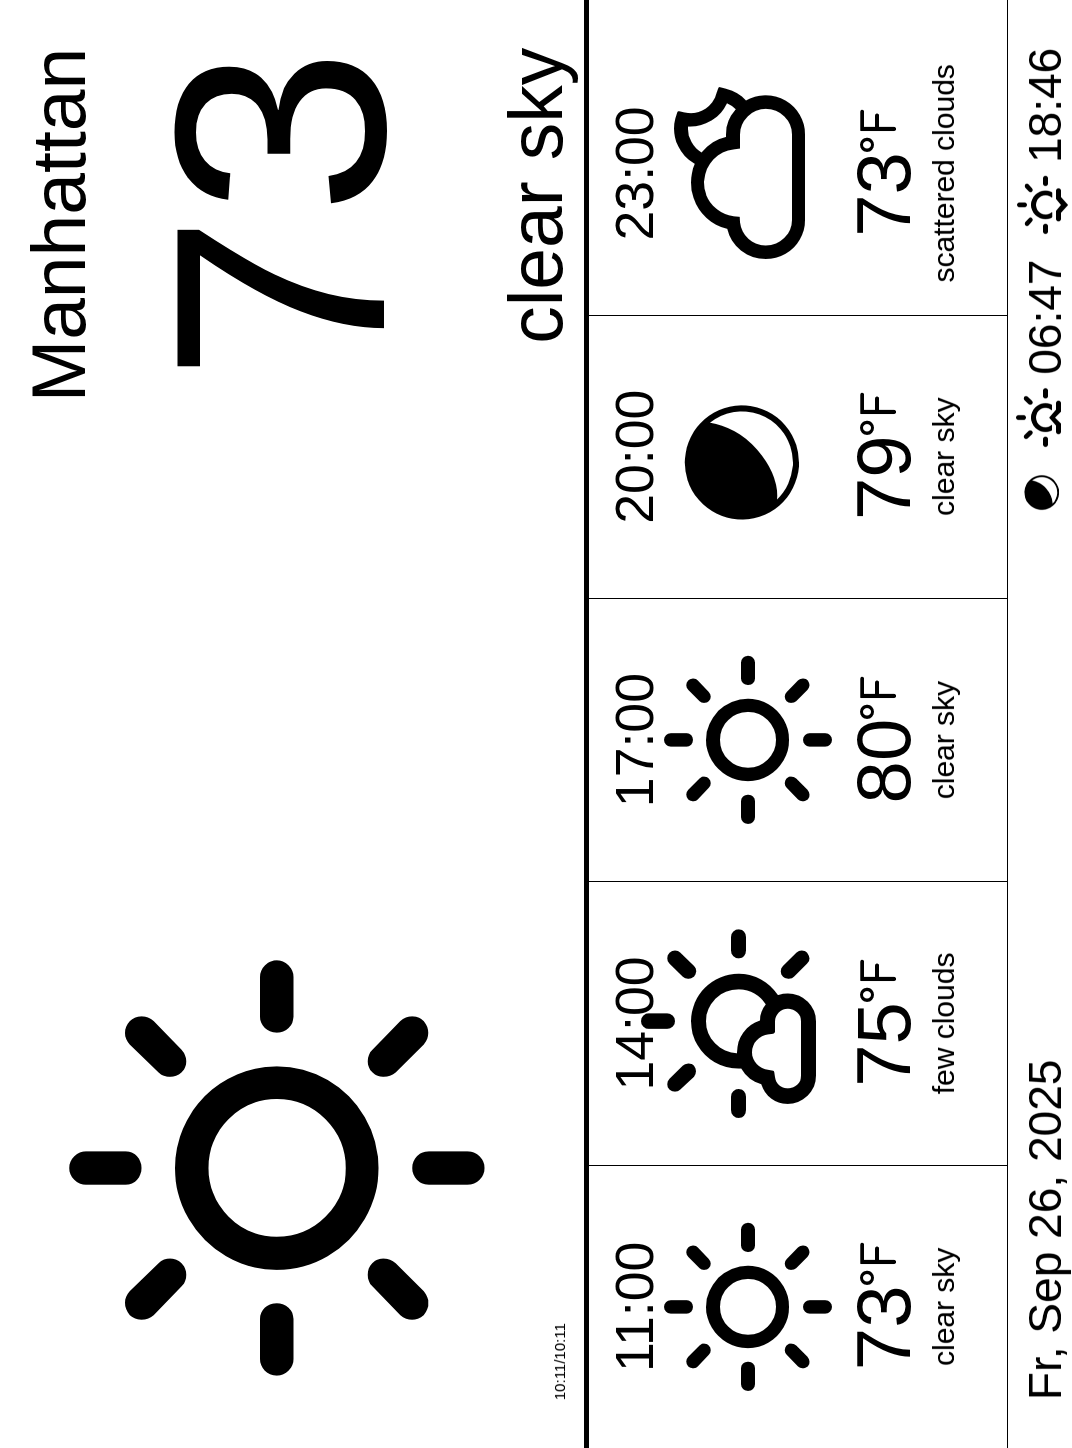 Manhattan
73
clear sky
10:11/10:11
11:00
73°F
clear sky
14:00
75°F
few clouds
17:00
80°F
clear sky
20:00
79°F
clear sky
23:00
73°F
scattered clouds
Fr, Sep 26, 2025
06:47
18:46